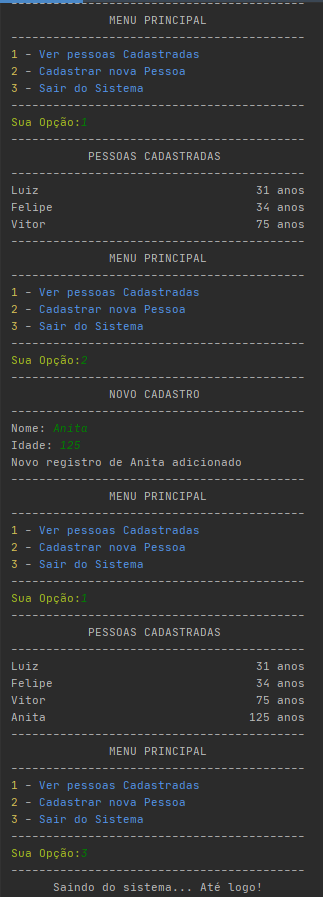 ------------------------------------------
MENU PRINCIPAL
------------------------------------------
1 - Ver pessoas Cadastradas
2 - Cadastrar nova Pessoa
3 - Sair do Sistema
------------------------------------------
Sua Opção:1
------------------------------------------
PESSOAS CADASTRADAS
------------------------------------------
Luiz 31 anos
Felipe 34 anos
Vitor 75 anos
------------------------------------------
MENU PRINCIPAL
------------------------------------------
1 - Ver pessoas Cadastradas
2 - Cadastrar nova Pessoa
3 - Sair do Sistema
------------------------------------------
Sua Opção:2
------------------------------------------
NOVO CADASTRO
------------------------------------------
Nome: Anita
Idade: 125
Novo registro de Anita adicionado
------------------------------------------
MENU PRINCIPAL
------------------------------------------
1 - Ver pessoas Cadastradas
2 - Cadastrar nova Pessoa
3 - Sair do Sistema
------------------------------------------
Sua Opção:1
------------------------------------------
PESSOAS CADASTRADAS
------------------------------------------
Luiz 31 anos
Felipe 34 anos
Vitor 75 anos
Anita 125 anos
------------------------------------------
MENU PRINCIPAL
------------------------------------------
1 - Ver pessoas Cadastradas
2 - Cadastrar nova Pessoa
3 - Sair do Sistema
------------------------------------------
Sua Opção:3
------------------------------------------
Saindo do sistema... Até logo!